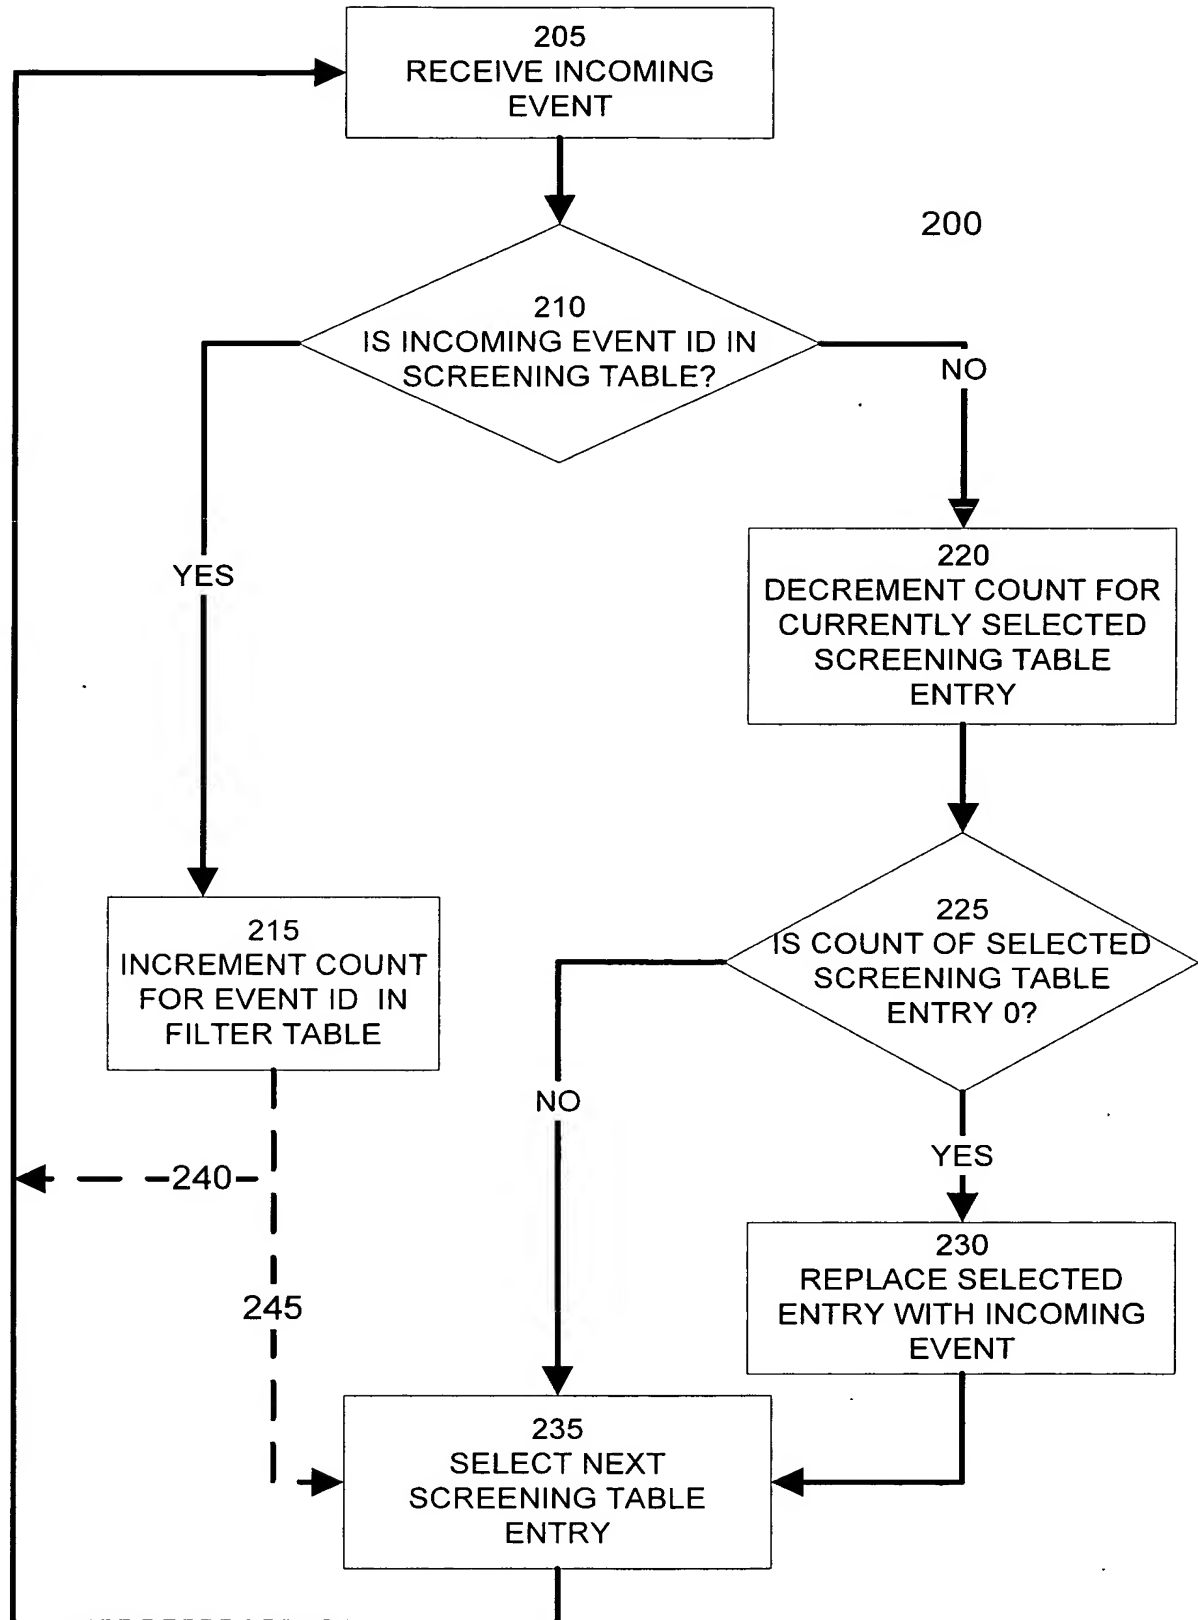 205
RECEIVE INCOMING
EVENT
200
210
IS INCOMING EVENT ID IN
SCREENING TABLE?
NO
YES
220
DECREMENT COUNT FOR
CURRENTLY SELECTED
SCREENING TABLE
ENTRY
215
INCREMENT COUNT
FOR EVENT ID IN
FILTER TABLE
225
IS COUNT OF SELECTED
SCREENING TABLE
ENTRY 0?
NO
YES
240
245
230
REPLACE SELECTED
ENTRY WITH INCOMING
EVENT
235
SELECT NEXT
SCREENING TABLE
ENTRY